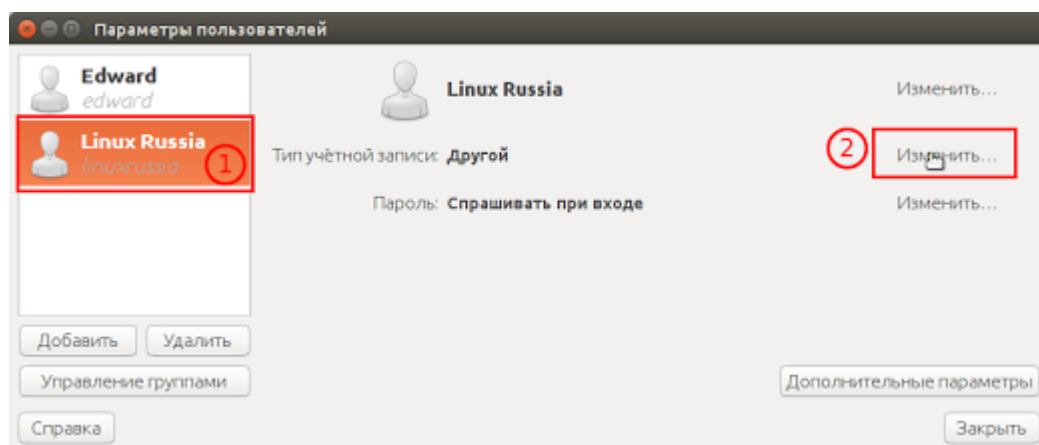 Параметры пользователей
Edward
edward
Linux Russia
linuxrussia
1
Linux Russia
Изменить...
Тип учётной записи: Другой
2
Изменить...
Пароль: Спрашивать при входе
Изменить...
Добавить
Удалить
Управление группами
Дополнительные параметры
Справка
Закрыть